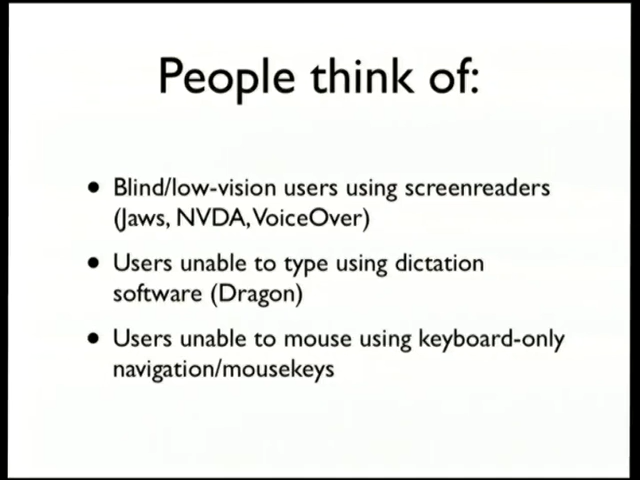 People think of:
• Blind/low-vision users using screenreaders
(Jaws, NVDA, VoiceOver)
• Users unable to type using dictation
software (Dragon)
• Users unable to mouse using keyboard-only
navigation/mousekeys